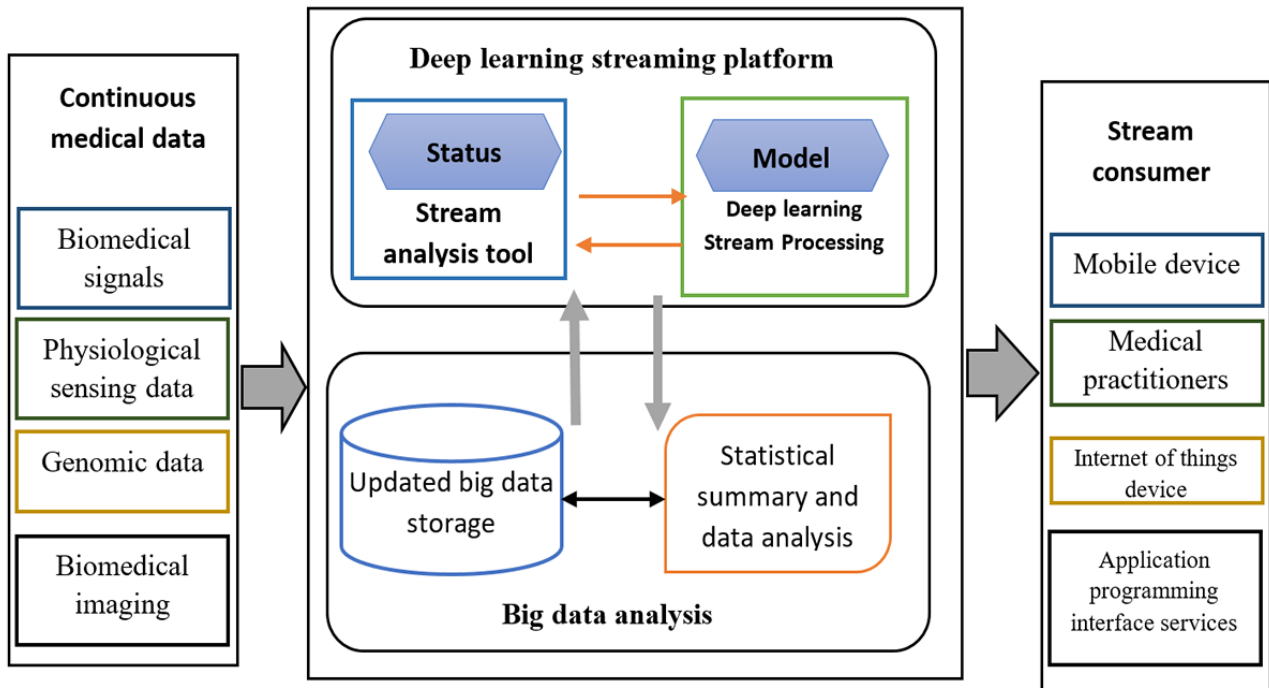 Continuous
medical data
Biomedical
signals
Physiological
sensing data
Genomic data
Biomedical
imaging
Deep learning streaming platform
Status
Stream
analysis tool
Model
Deep learning
Stream Processing
Updated big data
storage
Statistical
summary and
data analysis
Big data analysis
Stream
consumer
Mobile device
Medical
practitioners
Internet of things
device
Application
programming
interface services